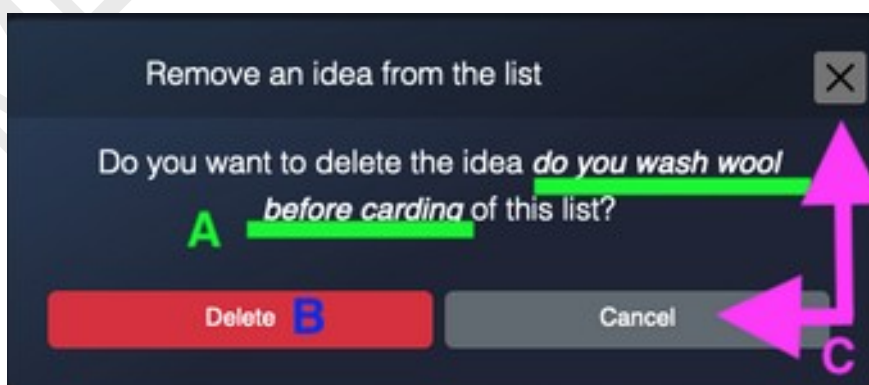 Remove an idea from the list
Do you want to delete the idea do you wash wool
before carding of this list?
A
Delete B
Cancel
C